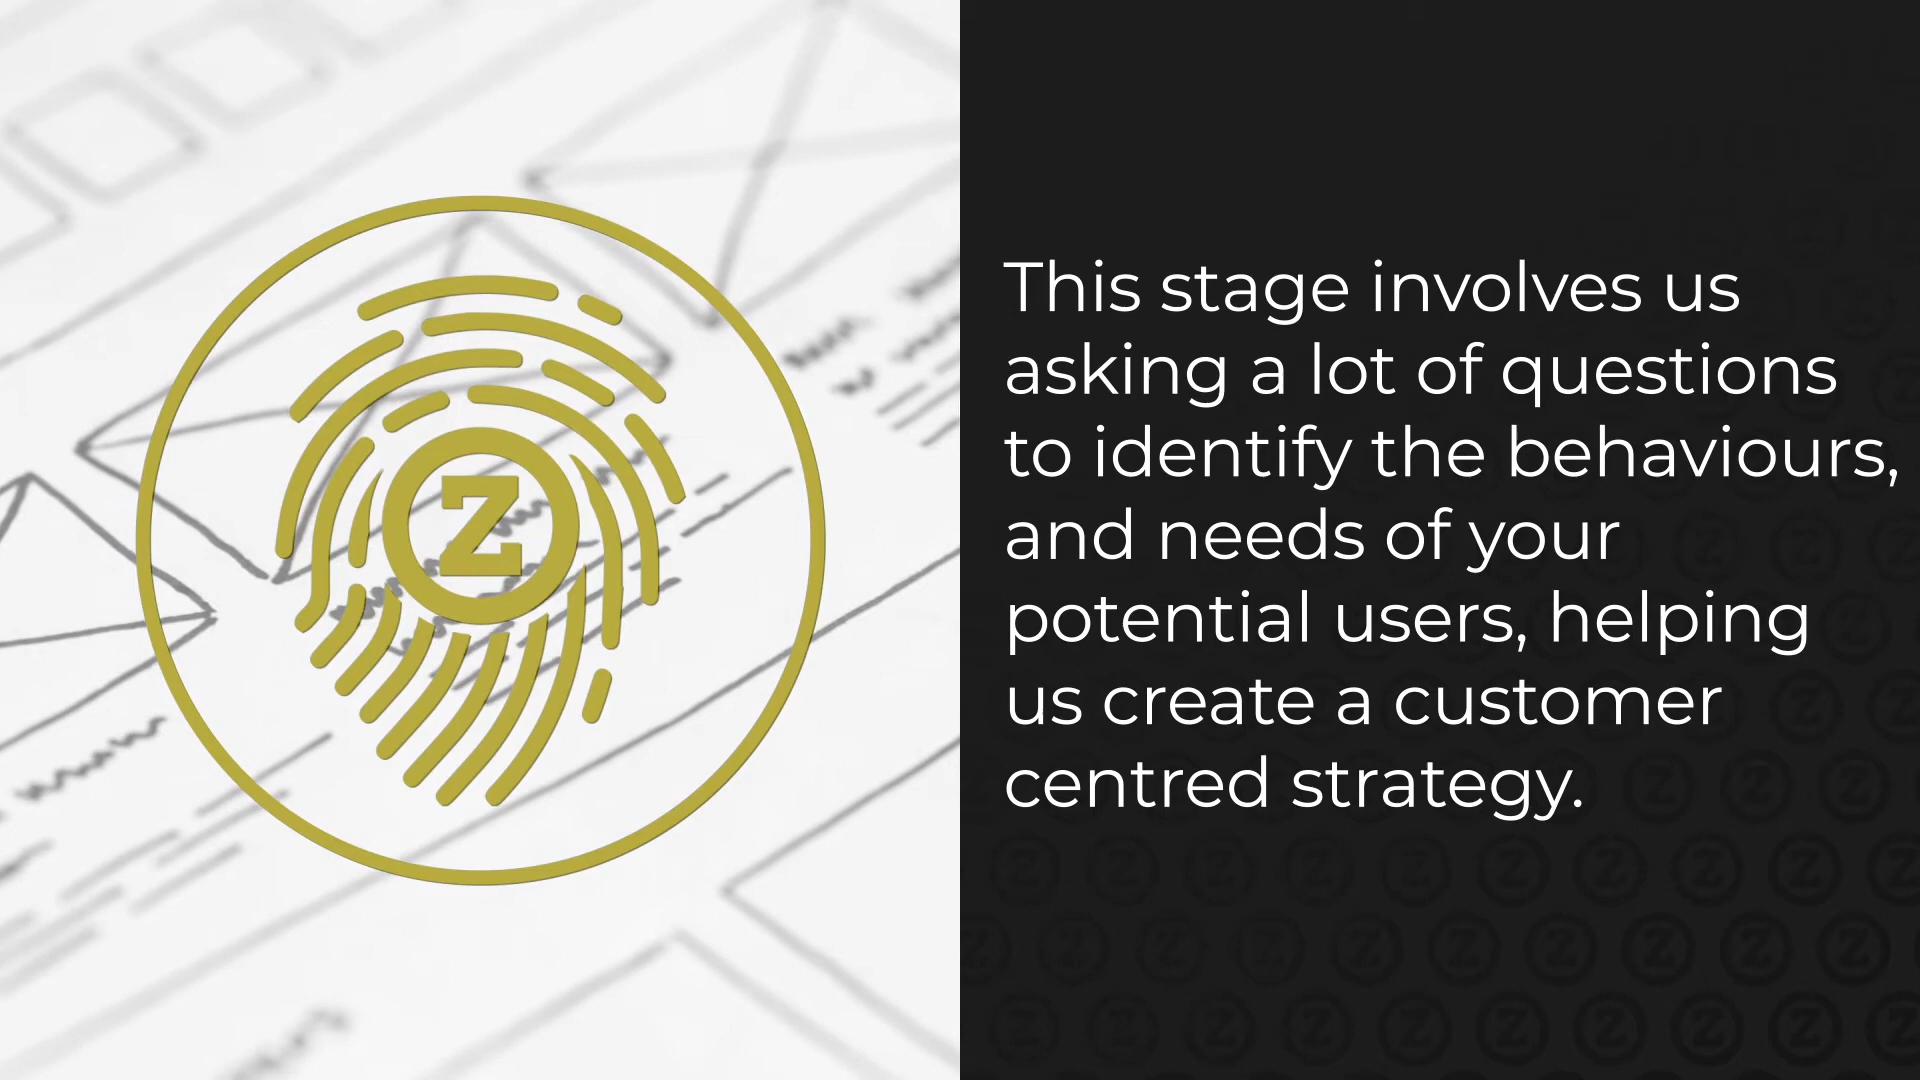 Z
This stage involves us
asking a lot of questions
to identify the behaviours,
and needs of your
potential users, helping
us create a customer
centred strategy.